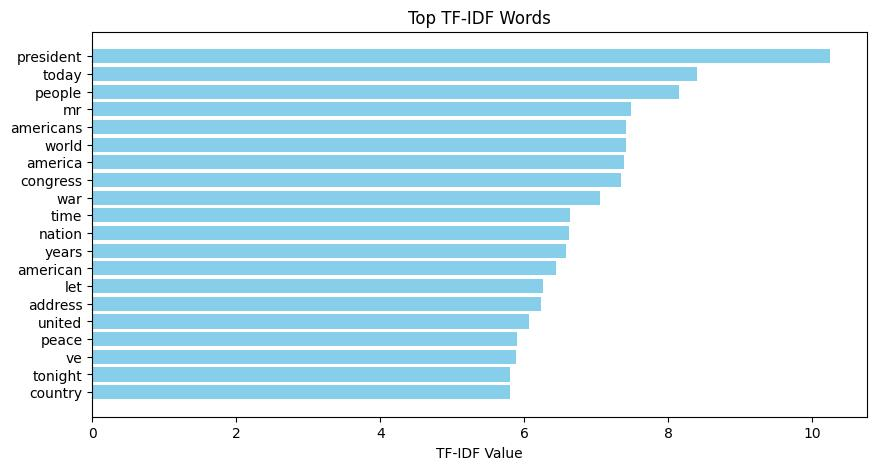 Top TF-IDF Words
president
today
people
mr
americans
world
america
congress
war
time
nation
years
american
let
address
united
peace
ve
tonight
country
0 2 4 6 8 10
TF-IDF Value